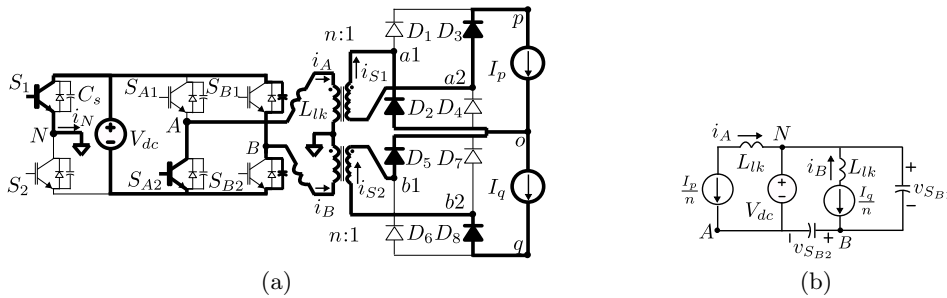 n:1
D1 D3
p
iA
a1
iS1
Ip
S1
SA1
SB1
a2
Cs
Llk
D2 D4
iN
A
N
Vdc
o
B
D5 D7
S2
SA2
SB2
iS2
b1
Iq
iB
b2
n:1
D6 D8
q
(a)
iA
N
Llk
+
Ip/n
Vdc
iB
Llk
Iq/n
vSB1
−
A
− +
B
vSB2
(b)